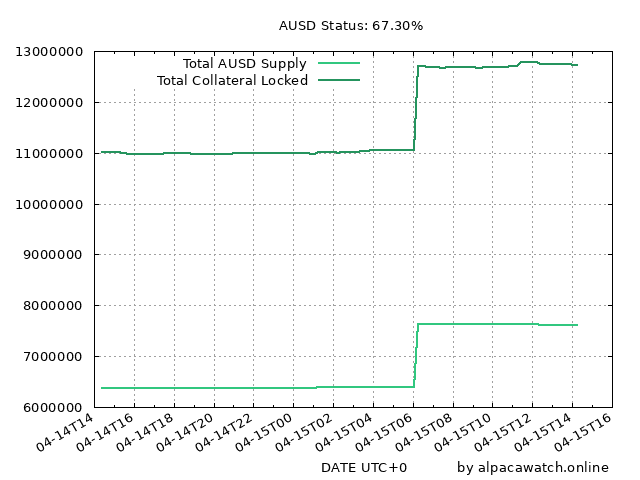 AUSD Status: 67.30%
13000000
12000000
11000000
10000000
9000000
8000000
7000000
6000000
Total AUSD Supply
Total Collateral Locked
04-14T14
04-14T16
04-14T18
04-14T20
04-14T22
04-15T00
04-15T02
04-15T04
04-15T06
04-15T08
04-15T10
04-15T12
04-15T14
04-15T16
DATE UTC+0
by alpacawatch.online